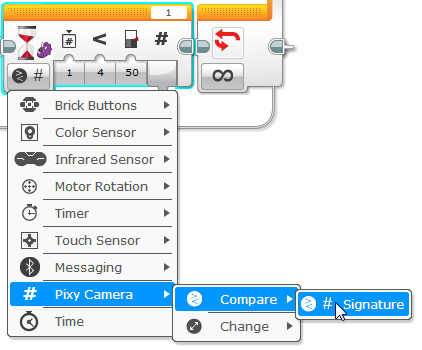 1
# < #
# 1 4 50
Brick Buttons
Color Sensor
Infrared Sensor
Motor Rotation
Timer
Touch Sensor
Messaging
# Pixy Camera
Compare
# Signature
Change
Time